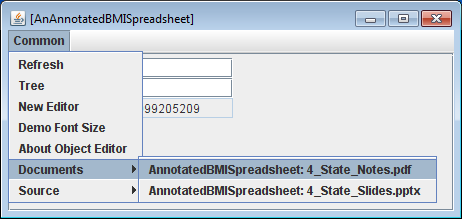 [AnAnnotatedBMISpreadsheet]
Common
Refresh
Tree
New Editor
99205209
Demo Font Size
About Object Editor
Documents
AnnotatedBMISpreadsheet: 4_State_Notes.pdf
Source
AnnotatedBMISpreadsheet: 4_State_Slides.pptx